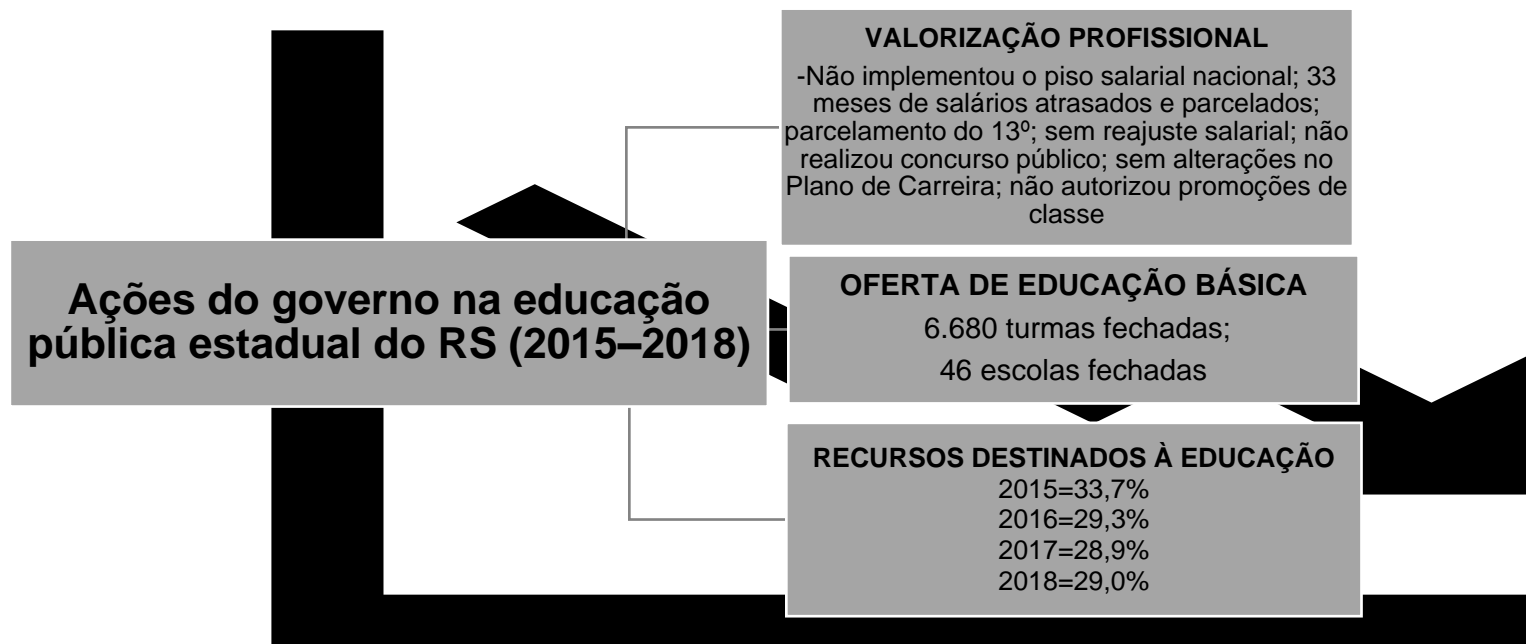 VALORIZAÇÃO PROFISSIONAL
-Não implementou o piso salarial nacional; 33
meses de salários atrasados e parcelados;
parcelamento do 13º; sem reajuste salarial; não
realizou concurso público; sem alterações no
Plano de Carreira; não autorizou promoções de
classe
Ações do governo na educação
pública estadual do RS (2015–2018)
OFERTA DE EDUCAÇÃO BÁSICA
6.680 turmas fechadas;
46 escolas fechadas
RECURSOS DESTINADOS À EDUCAÇÃO
2015=33,7%
2016=29,3%
2017=28,9%
2018=29,0%